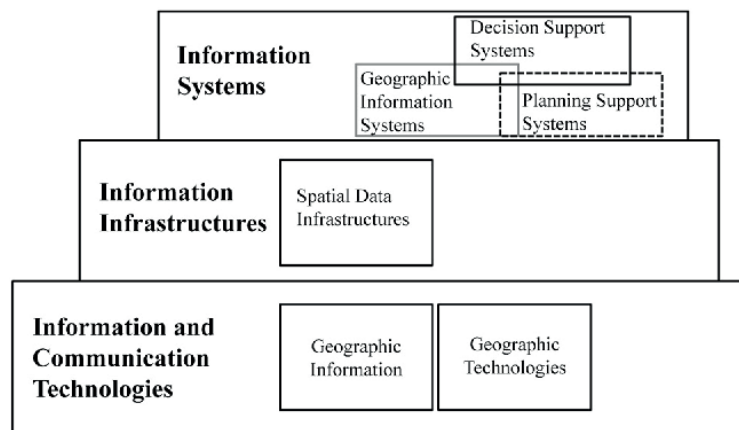 Information
Systems
Decision Support
Systems
Geographic
Information
Systems
Planning Support
Systems
Information
Infrastructures
Spatial Data
Infrastructures
Information and
Communication
Technologies
Geographic
Information
Geographic
Technologies